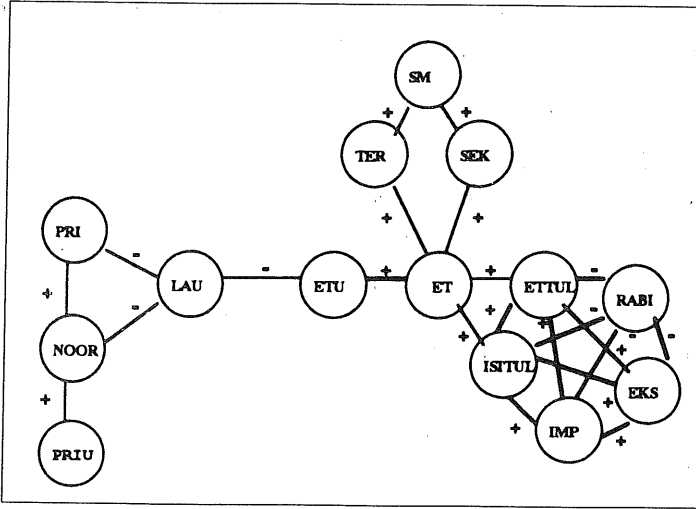 SM
+ +
TER SEK
+ +
PRI
- - + + -
LAU ETU ET ETTUL RABI
+ - + - 
NOOR + + -  -
ISITUL +
+ + EKS
IMP
+ +
PRIU